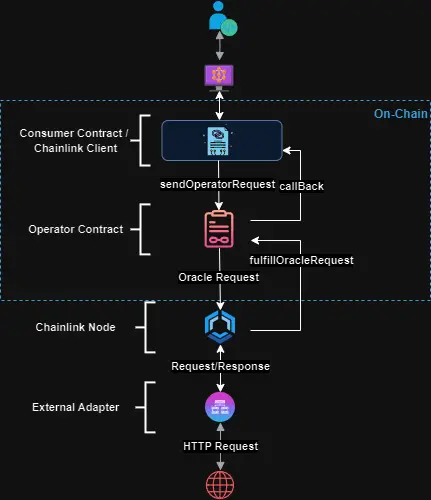 On-Chain
Consumer Contract /
Chainlink Client
sendOperatorRequest
callBack
Operator Contract
fulfillOracleRequest
Oracle Request
Chainlink Node
Request/Response
External Adapter
HTTP Request